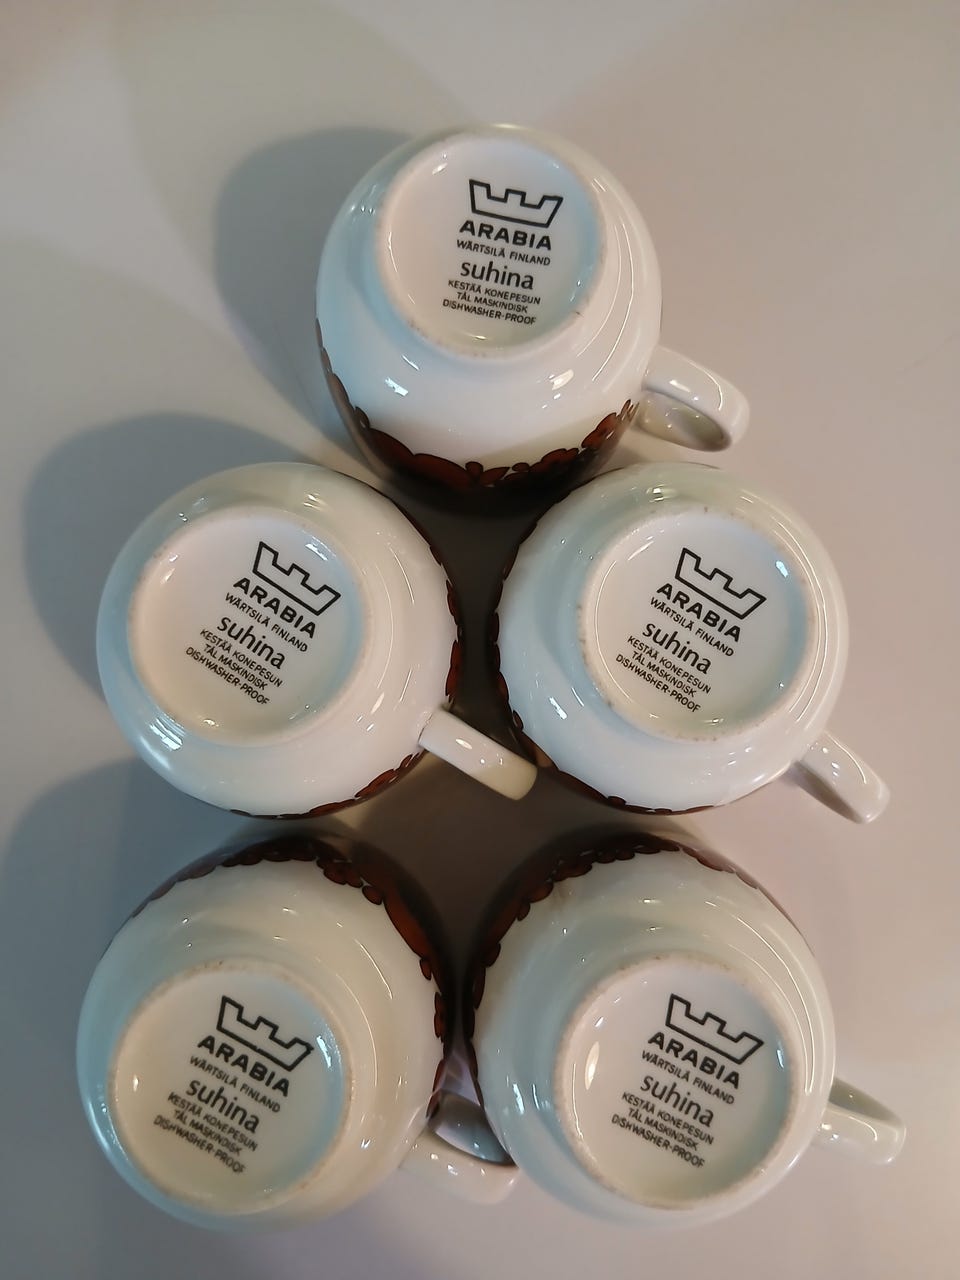 ARABIA
WÄRTSILÄ FINLAND
suhina
KESTÄÄ KONEPESUN
TÅL MASKINDISK
DISHWASHER-PROOF
ARABIA
WÄRTSILÄ FINLAND
suhina
KESTÄÄ KONEPESUN
TÅL MASKINDISK
DISHWASHER-PROOF
ARABIA
WÄRTSILÄ FINLAND
suhina
KESTÄÄ KONEPESUN
TÅL MASKINDISK
DISHWASHER-PROOF
ARABIA
WÄRTSILÄ FINLAND
suhina
KESTÄÄ KONEPESUN
TÅL MASKINDISK
DISHWASHER-PROOF
ARABIA
WÄRTSILÄ FINLAND
suhina
KESTÄÄ KONEPESUN
TÅL MASKINDISK
DISHWASHER-PROOF